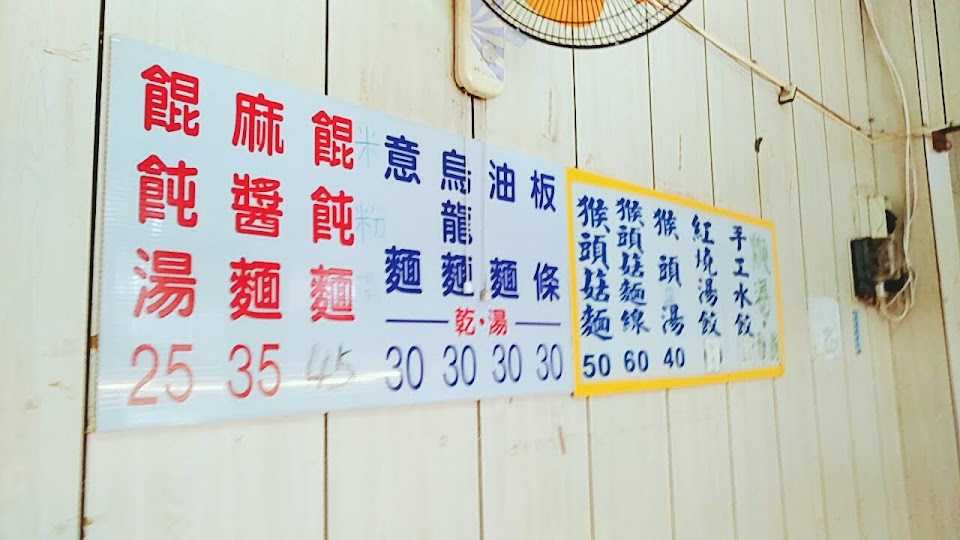 板條 30
油麵 30
烏龍麵 30
意麵 30
乾·湯
餛飩麵 45
麻醬麵 35
餛飩湯 25
手工水餃
紅燒湯餃
猴頭湯 40
猴頭菇麵線 60
猴頭菇麵 50
米粉